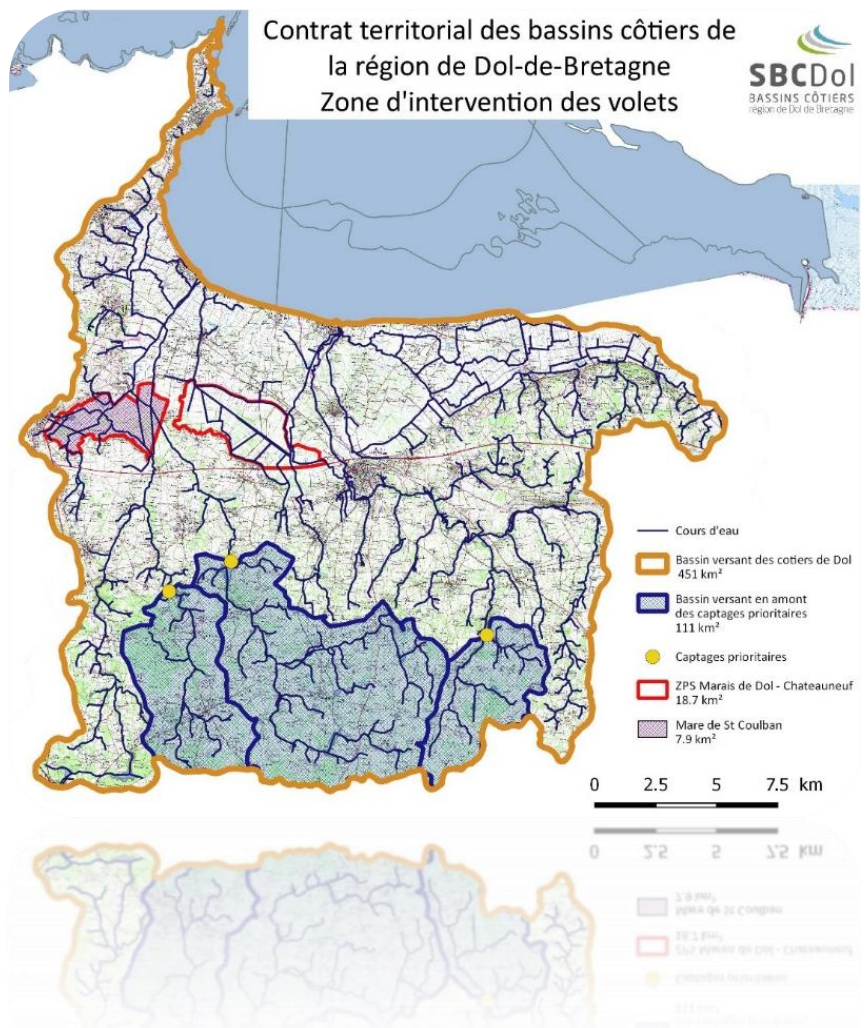 Contrat territorial des bassins côtiers de
la région de Dol-de-Bretagne
Zone d'intervention des volets
SBCDol
BASSINS CÔTIERS
région de Dol de Bretagne
Cours d'eau
Bassin versant des cotiers de Dol
451 km²
Bassin versant en amont
des captages prioritaires
111 km²
Captages prioritaires
ZPS Marais de Dol - Chateauneuf
18.7 km²
Mare de St Coulban
7.9 km²
0 2.5 5 7.5 km